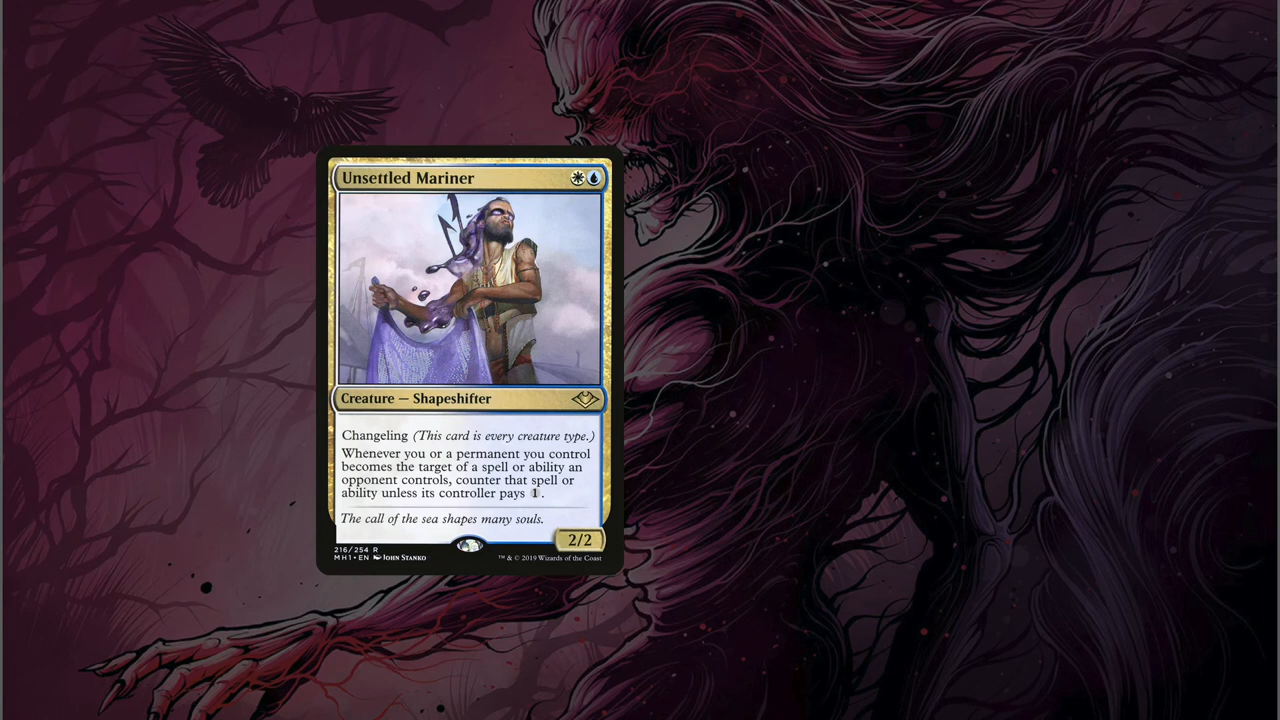 Unsettled Mariner
Creature — Shapeshifter
Changeling (This card is every creature type.)
Whenever you or a permanent you control
becomes the target of a spell or ability an
opponent controls, counter that spell or
ability unless its controller pays 1.
The call of the sea shapes many souls.
2/2
216/254 R
MH1 • EN John Stanko
™ & © 2019 Wizards of the Coast